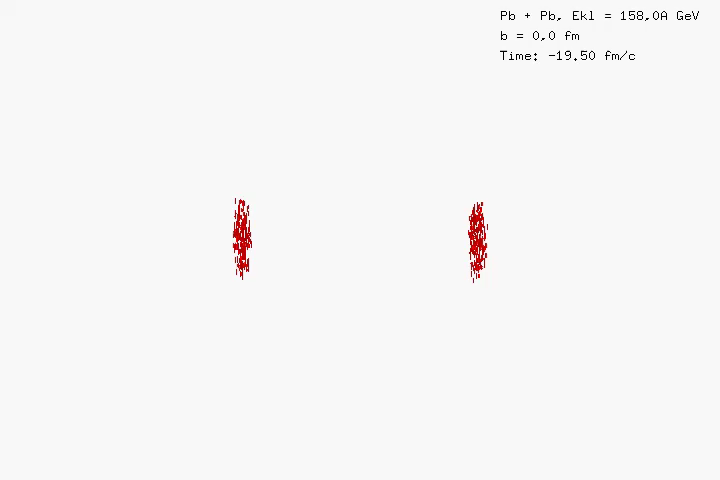 Pb + Pb, Ekl = 158,0A GeV
b = 0,0 fm
Time: -19.50 fm/c